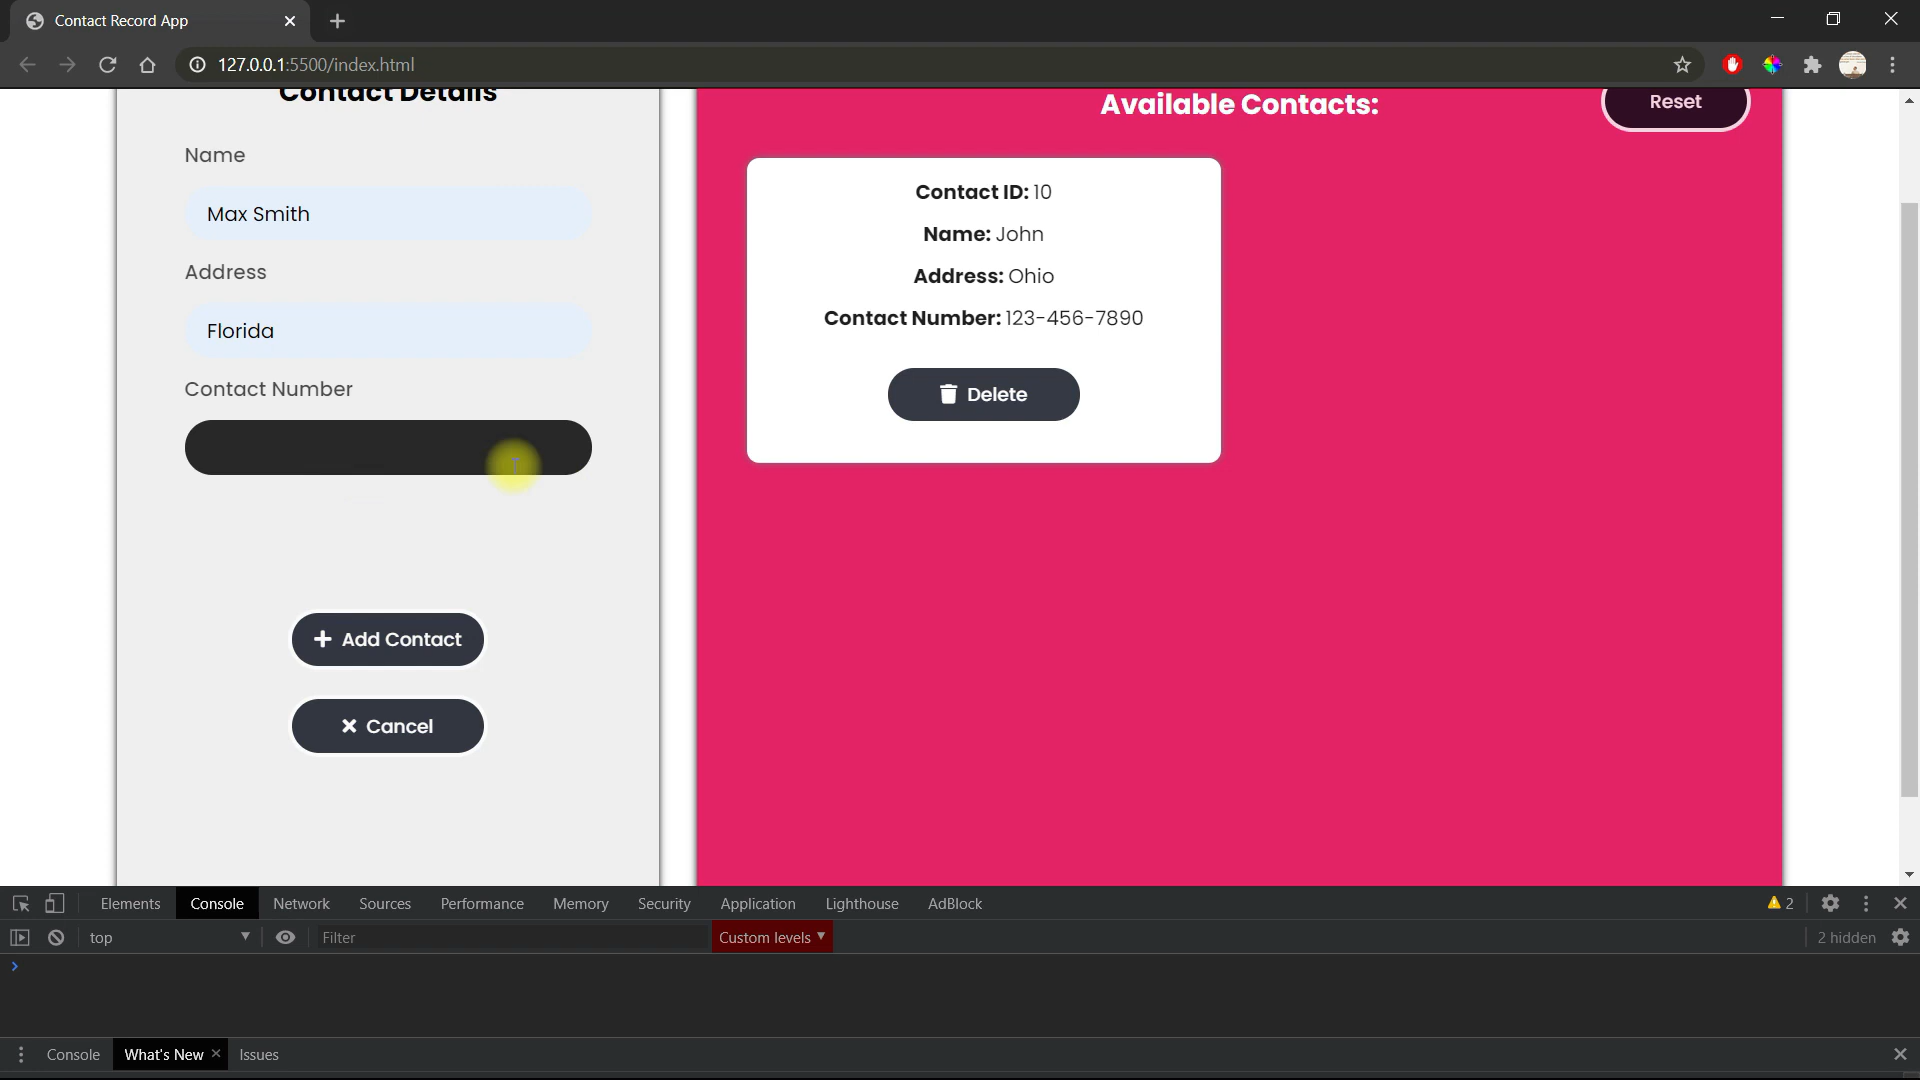 Contact Record App
127.0.0.1:5500/index.html
Contact Details
Name
Max Smith
Address
Florida
Contact Number
Add Contact
Cancel
Available Contacts:
Reset
Contact ID: 10
Name: John
Address: Ohio
Contact Number: 123-456-7890
Delete
Elements Console Network Sources Performance Memory Security Application Lighthouse AdBlock 2
top Filter Custom levels 2 hidden
Console What's New Issues